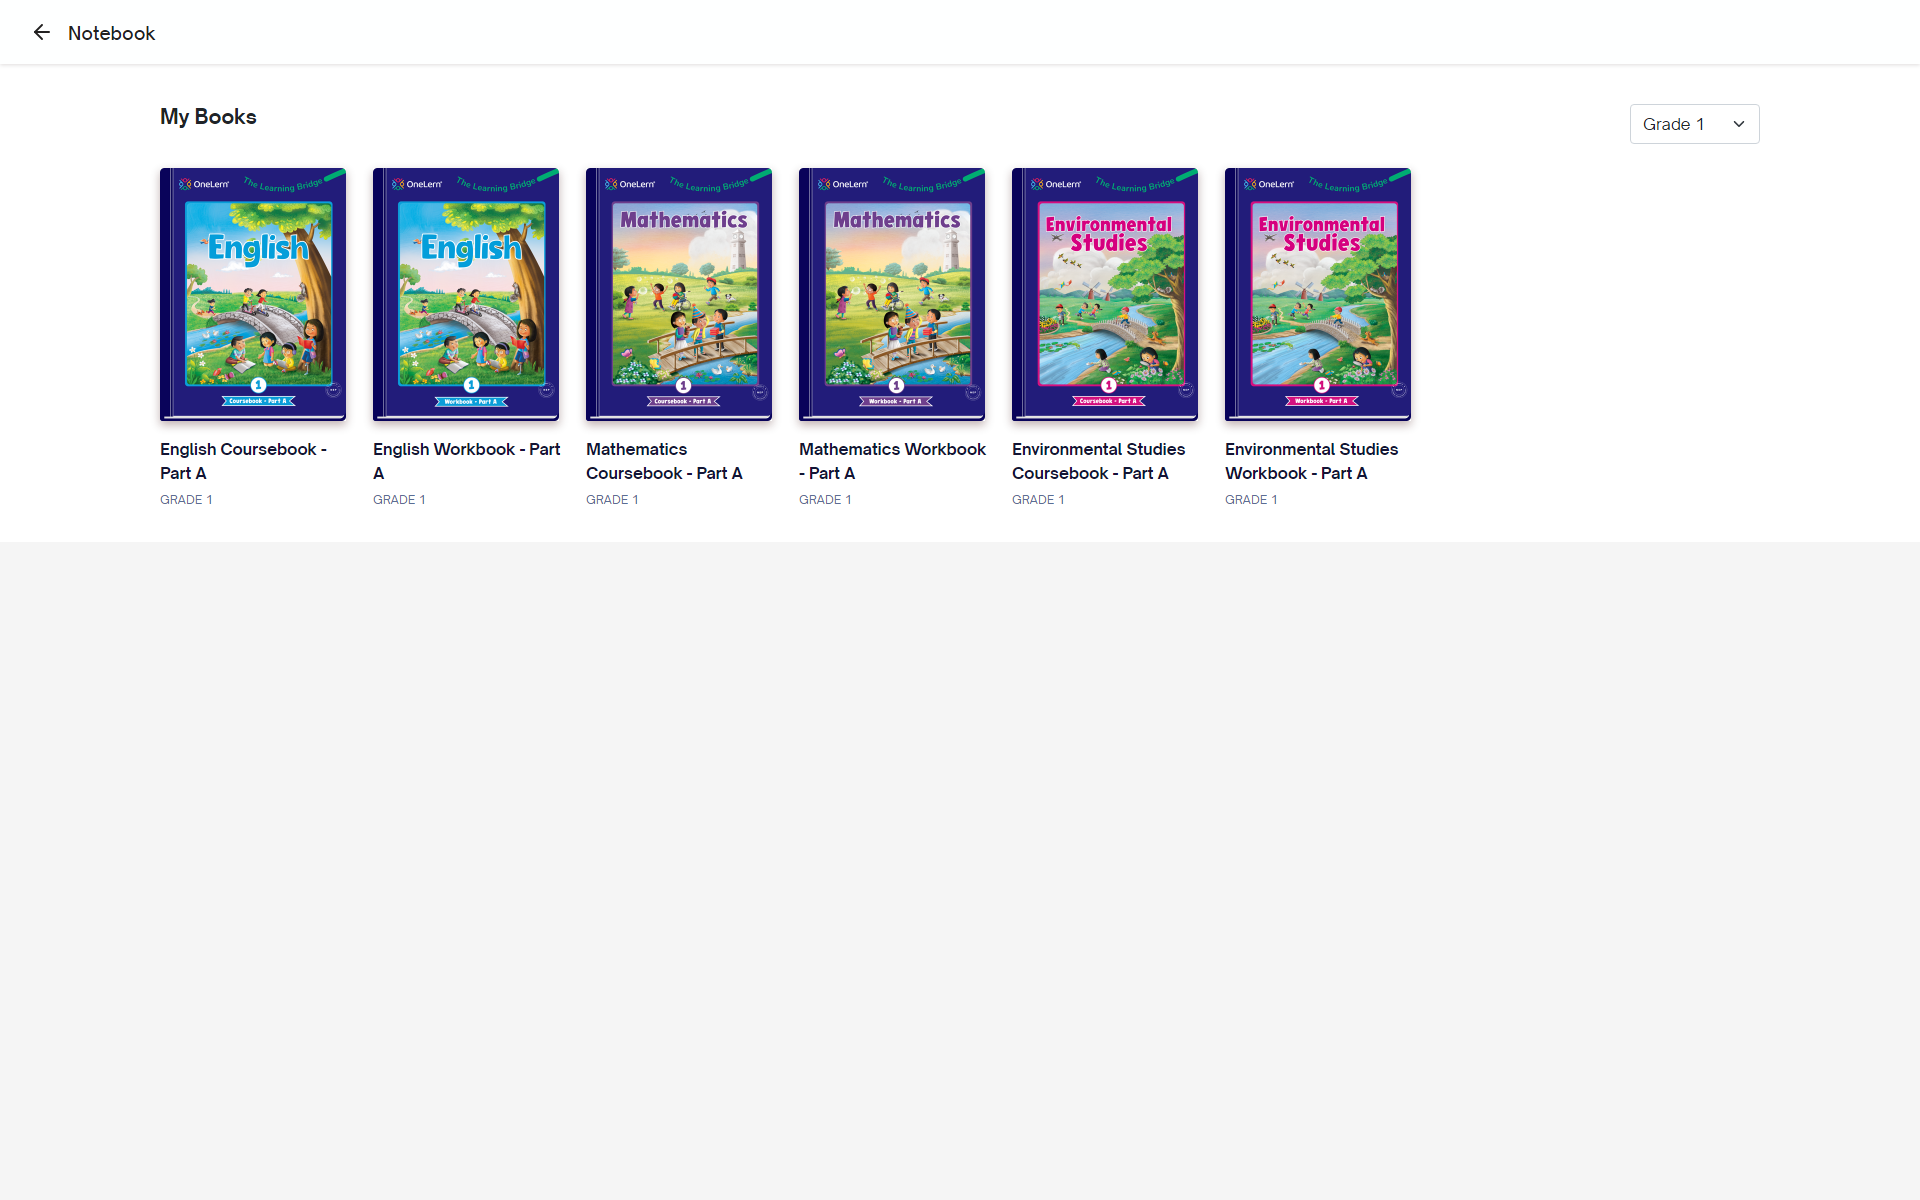 Notebook
My Books
Grade 1
OneLern
The Learning Bridge
English
1
Coursebook - Part A
OneLern
The Learning Bridge
English
1
Workbook - Part A
OneLern
The Learning Bridge
Mathematics
1
Coursebook - Part A
OneLern
The Learning Bridge
Mathematics
1
Workbook - Part A
OneLern
The Learning Bridge
Environmental
Studies
1
Coursebook - Part A
OneLern
The Learning Bridge
Environmental
Studies
1
Workbook - Part A
English Coursebook -
Part A
GRADE 1
English Workbook - Part
A
GRADE 1
Mathematics
Coursebook - Part A
GRADE 1
Mathematics Workbook
- Part A
GRADE 1
Environmental Studies
Coursebook - Part A
GRADE 1
Environmental Studies
Workbook - Part A
GRADE 1